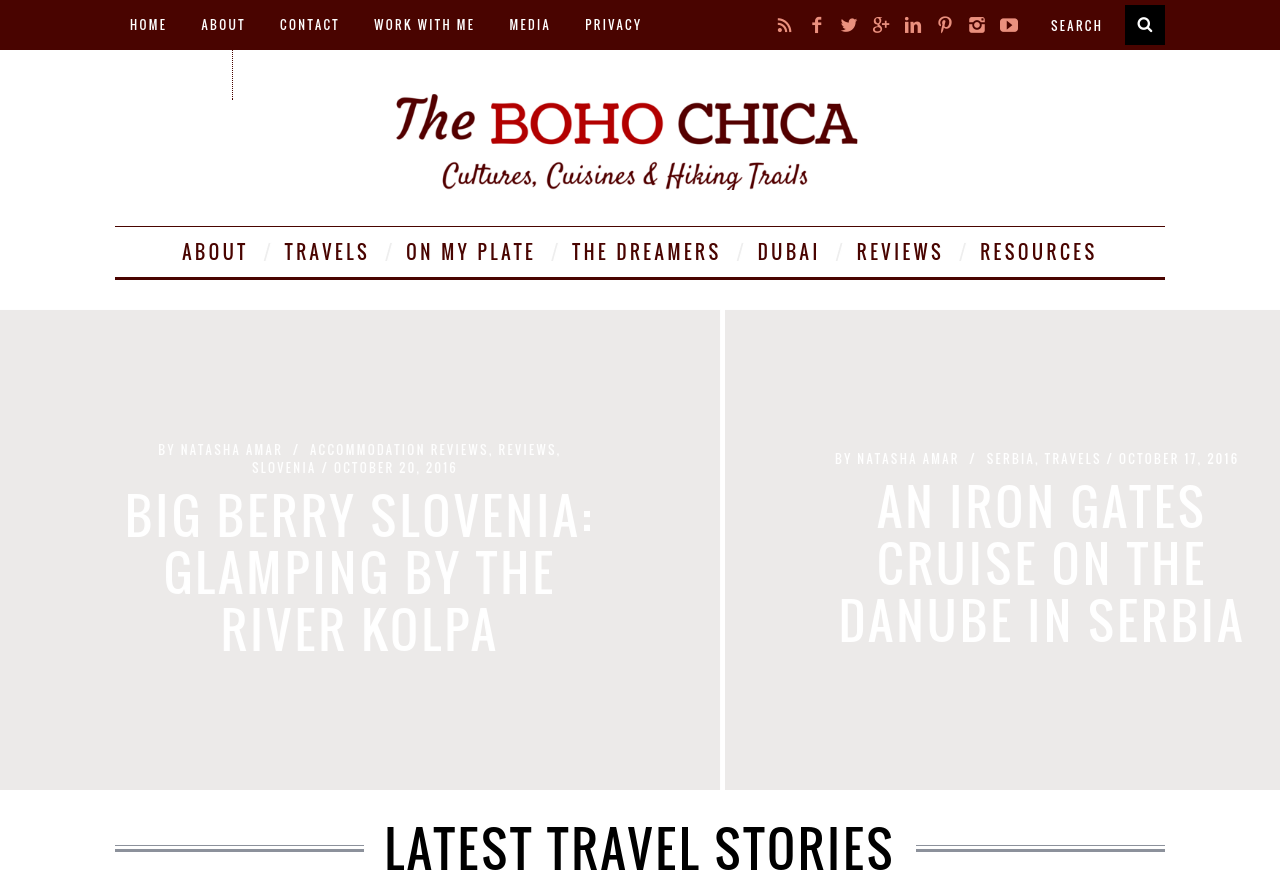 HOME ABOUT CONTACT WORK WITH ME MEDIA PRIVACY SEARCH
The BOHO CHICA
Cultures, Cuisines & Hiking Trails
ABOUT / TRAVELS / ON MY PLATE / THE DREAMERS / DUBAI / REVIEWS / RESOURCES
BY NATASHA AMAR / ACCOMMODATION REVIEWS, REVIEWS,
SLOVENIA / OCTOBER 20, 2016
BIG BERRY SLOVENIA:
GLAMPING BY THE
RIVER KOLPA
BY NATASHA AMAR / SERBIA, TRAVELS / OCTOBER 17, 2016
AN IRON GATES
CRUISE ON THE
DANUBE IN SERBIA
LATEST TRAVEL STORIES